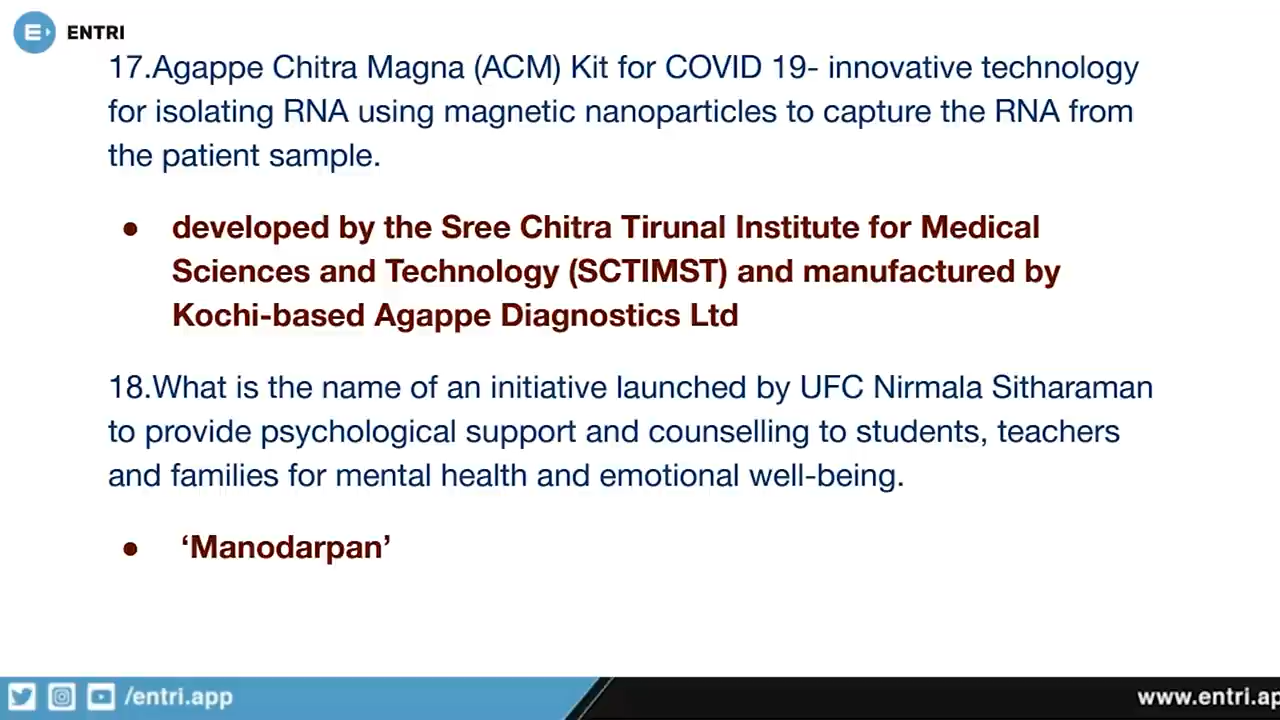 ENTRI
17.Agappe Chitra Magna (ACM) Kit for COVID 19- innovative technology
for isolating RNA using magnetic nanoparticles to capture the RNA from
the patient sample.
● developed by the Sree Chitra Tirunal Institute for Medical
Sciences and Technology (SCTIMST) and manufactured by
Kochi-based Agappe Diagnostics Ltd
18.What is the name of an initiative launched by UFC Nirmala Sitharaman
to provide psychological support and counselling to students, teachers
and families for mental health and emotional well-being.
● ‘Manodarpan’
/entri.app
www.entri.ap